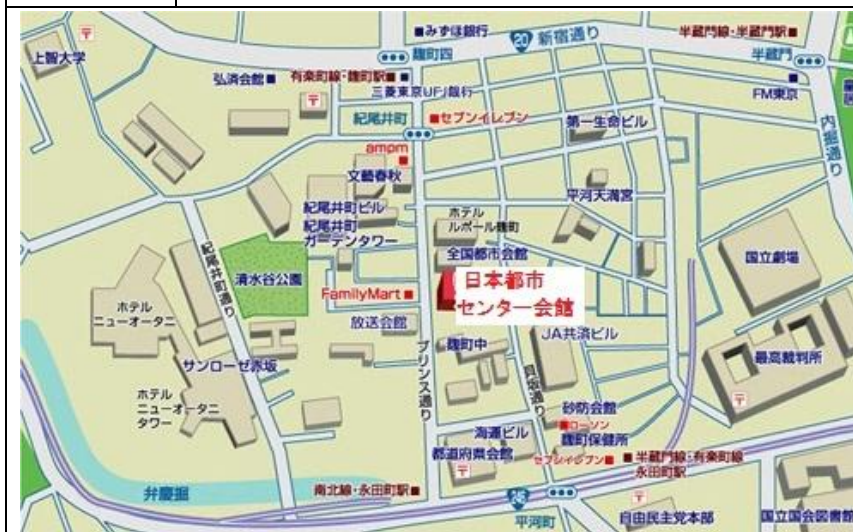 みずほ銀行
20 新宿通り
半蔵門線・半蔵門駅
上智大学
麹町四
半蔵門
弘済会館
有楽町線・麹町駅
三菱東京UFJ銀行
FM東京
紀尾井町
セブンイレブン
第一生命ビル
内堀通り
ampm
文藝春秋
平河天満宮
紀尾井町ビル
紀尾井町
ガーデンタワー
ホテル
ルポール麹町
紀尾井町通り
全国都市会館
国立劇場
清水谷公園
日本都市
センター会館
FamilyMart
ホテル
ニューオータニ
放送会館
プリンス通り
麹町中
JA共済ビル
最高裁判所
サンローゼ赤坂
貝坂通り
ホテル
ニューオータニ
タワー
砂防会館
ローソン
海運ビル
麹町保健所
都道府県会館
セブンイレブン
半蔵門線・有楽町線
永田町駅
弁慶掘
南北線・永田町駅
平河町
自由民主党本部
国立国会図書館